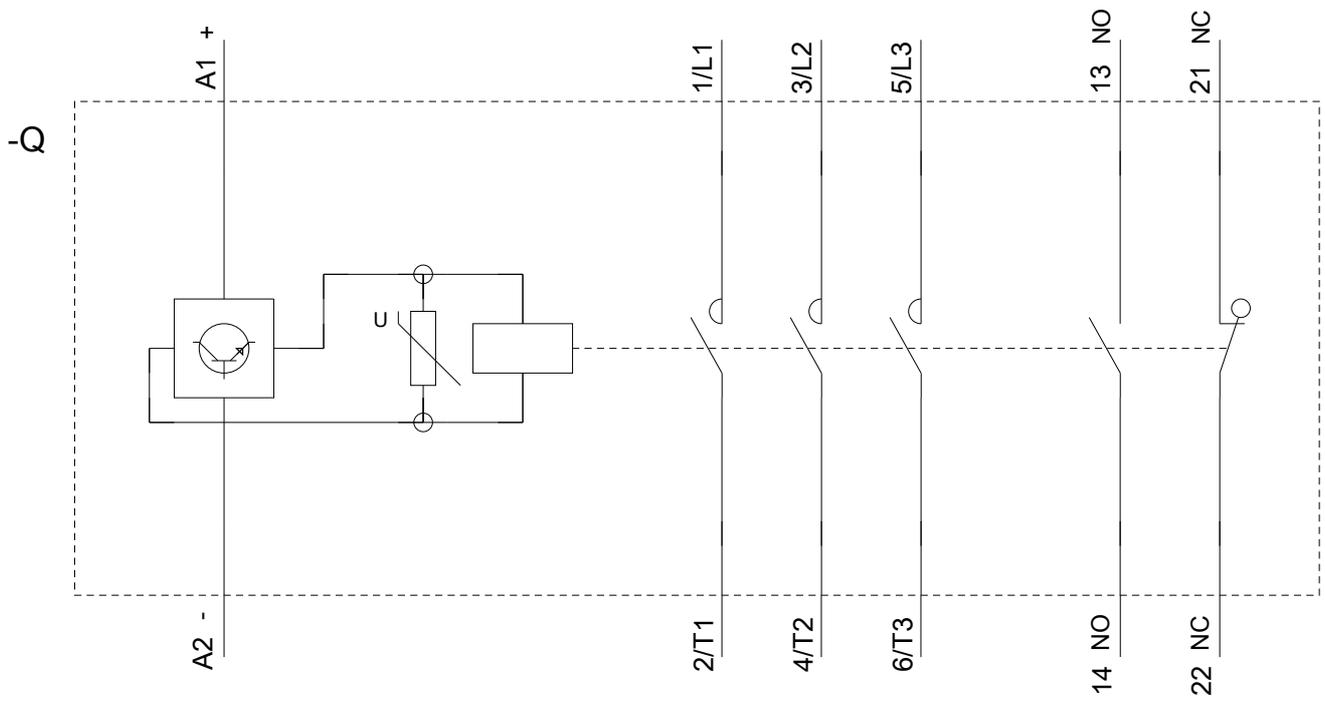 A1 +
1/L1
3/L2
5/L3
13 NO
21 NC
-Q
U
A2 -
2/T1
4/T2
6/T3
14 NO
22 NC